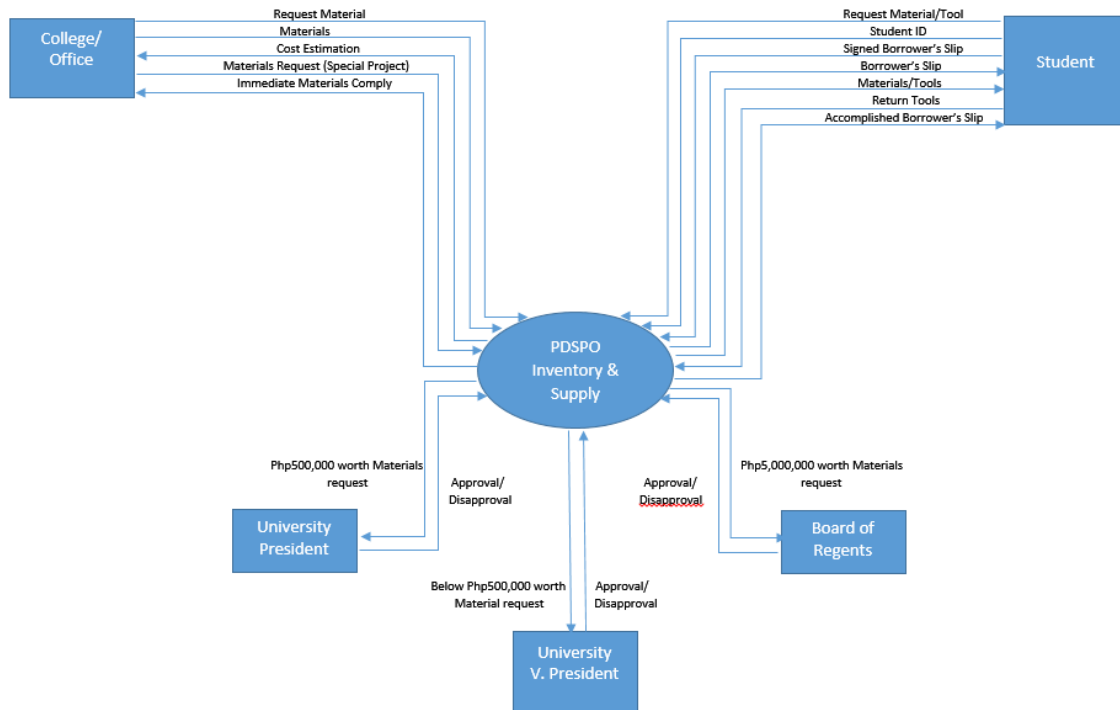 College/
Office
Request Material
Materials
Cost Estimation
Materials Request (Special Project)
Immediate Materials Comply
Request Material/Tool
Student ID
Signed Borrower's Slip
Borrower's Slip
Materials/Tools
Return Tools
Accomplished Borrower's Slip
Student
PDSPO
Inventory &
Supply
Php500,000 worth Materials
request
Approval/
Disapproval
Approval/
Disapproval
Php5,000,000 worth Materials
request
University
President
Board of
Regents
Below Php500,000 worth
Material request
Approval/
Disapproval
University
V. President